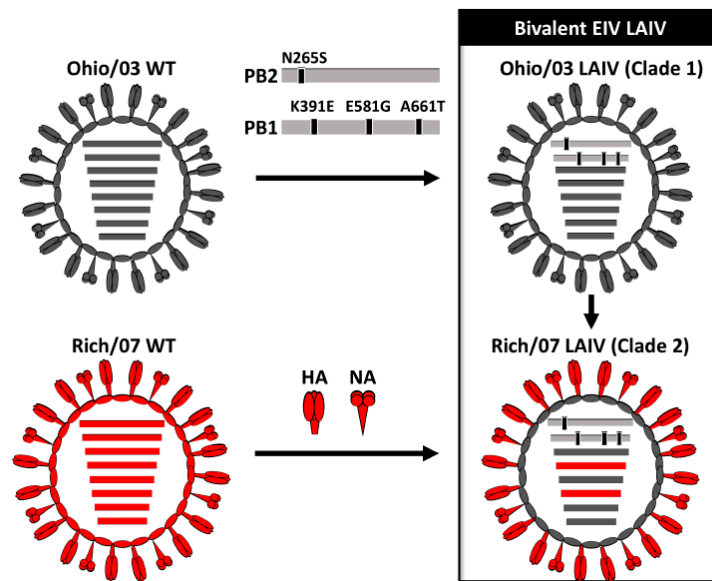 Bivalent EIV LAIV
Ohio/03 WT
N265S
PB2
K391E E581G A661T
PB1
Ohio/03 LAIV (Clade 1)
Rich/07 WT
HA NA
Rich/07 LAIV (Clade 2)